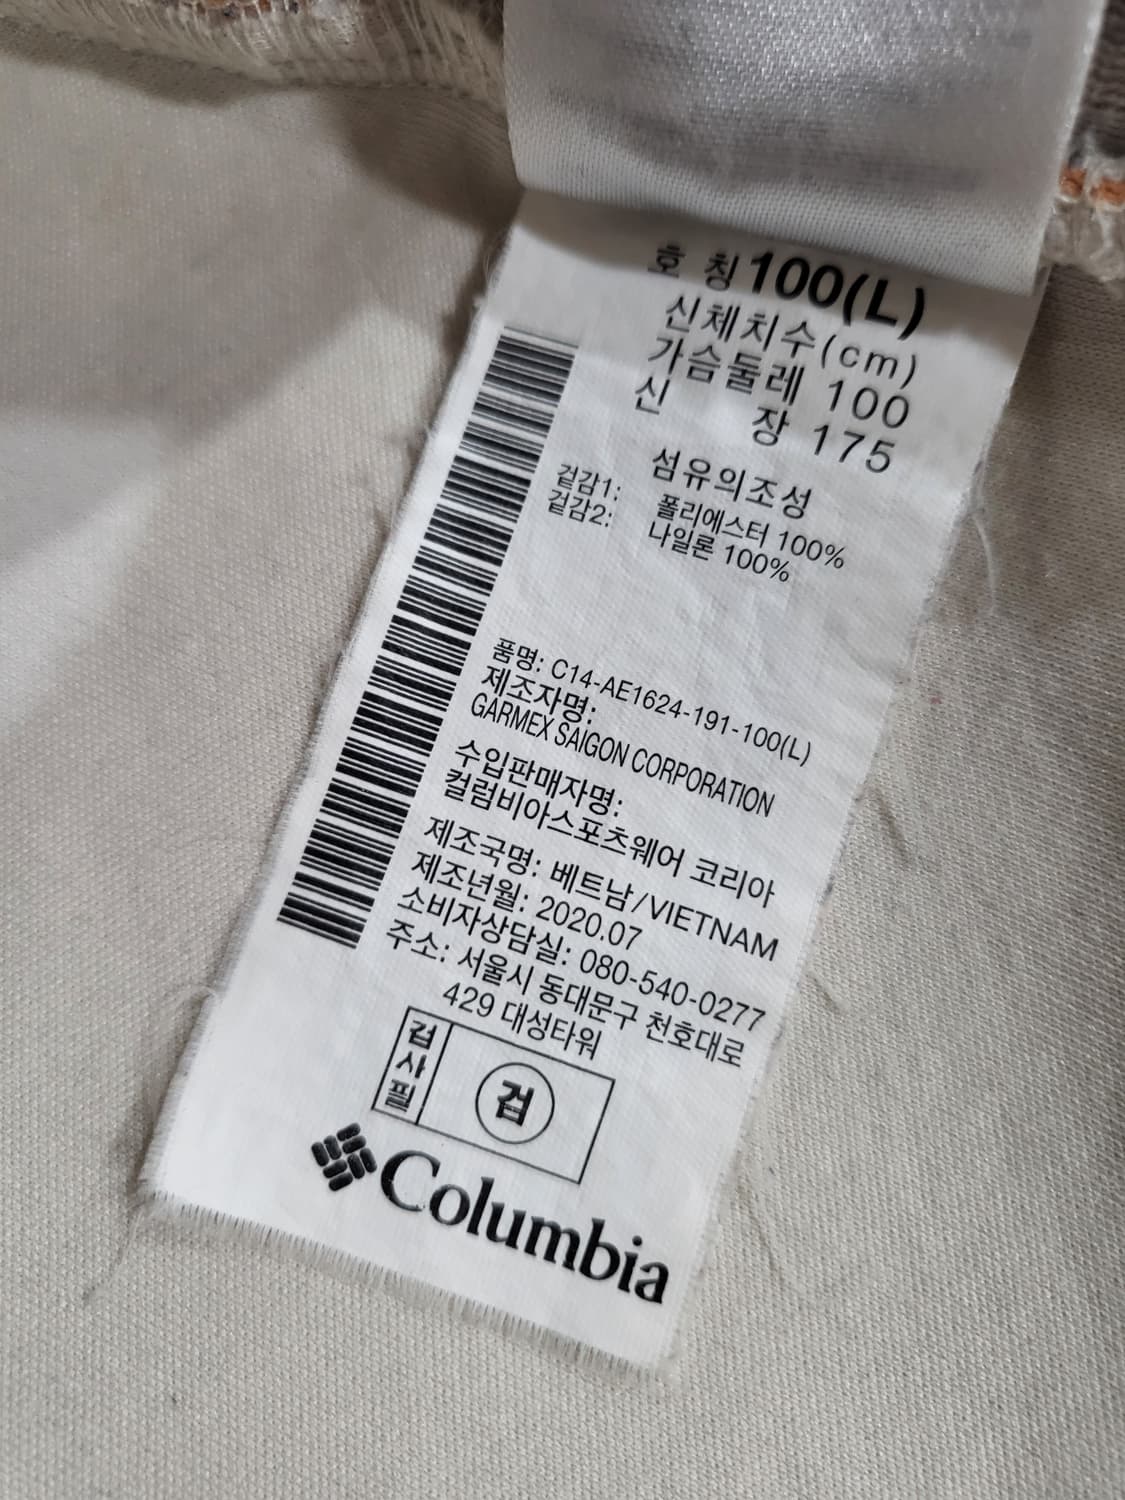 호 칭 100(L)
신체치수(cm)
가슴둘레 100
신 장 175
섬유의조성
겉감1: 폴리에스터 100%
겉감2: 나일론 100%
품명: C14-AE1624-191-100(L)
제조자명:
GARMEX SAIGON CORPORATION
수입판매자명:
컬럼비아스포츠웨어 코리아
제조국명: 베트남/VIETNAM
제조년월: 2020.07
소비자상담실: 080-540-0277
주소: 서울시 동대문구 천호대로
429 대성타워
검사필 검
Columbia